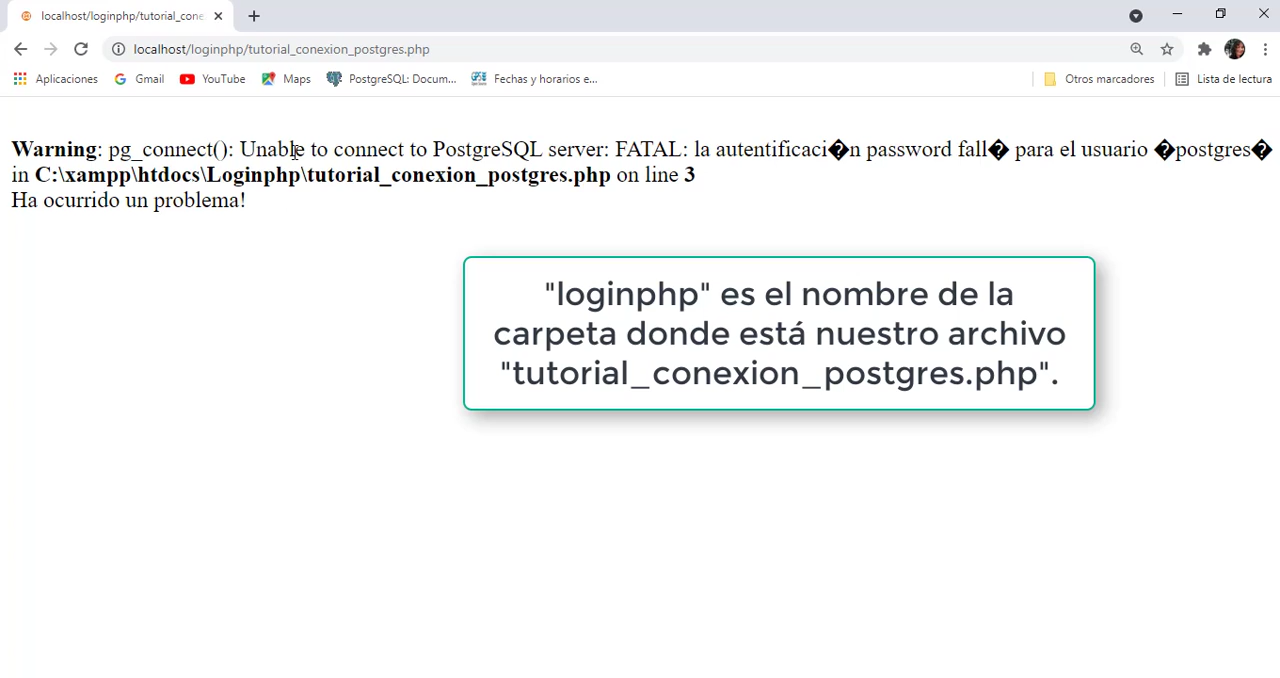 localhost/loginphp/tutorial_cone
localhost/loginphp/tutorial_conexion_postgres.php
Aplicaciones Gmail YouTube Maps PostgreSQL: Docum... Fechas y horarios e... Otros marcadores Lista de lectura
Warning: pg_connect(): Unable to connect to PostgreSQL server: FATAL: la autentificaci�n password fall� para el usuario �postgres�
in C:\xampp\htdocs\Loginphp\tutorial_conexion_postgres.php on line 3
Ha ocurrido un problema!
"loginphp" es el nombre de la
carpeta donde está nuestro archivo
"tutorial_conexion_postgres.php".